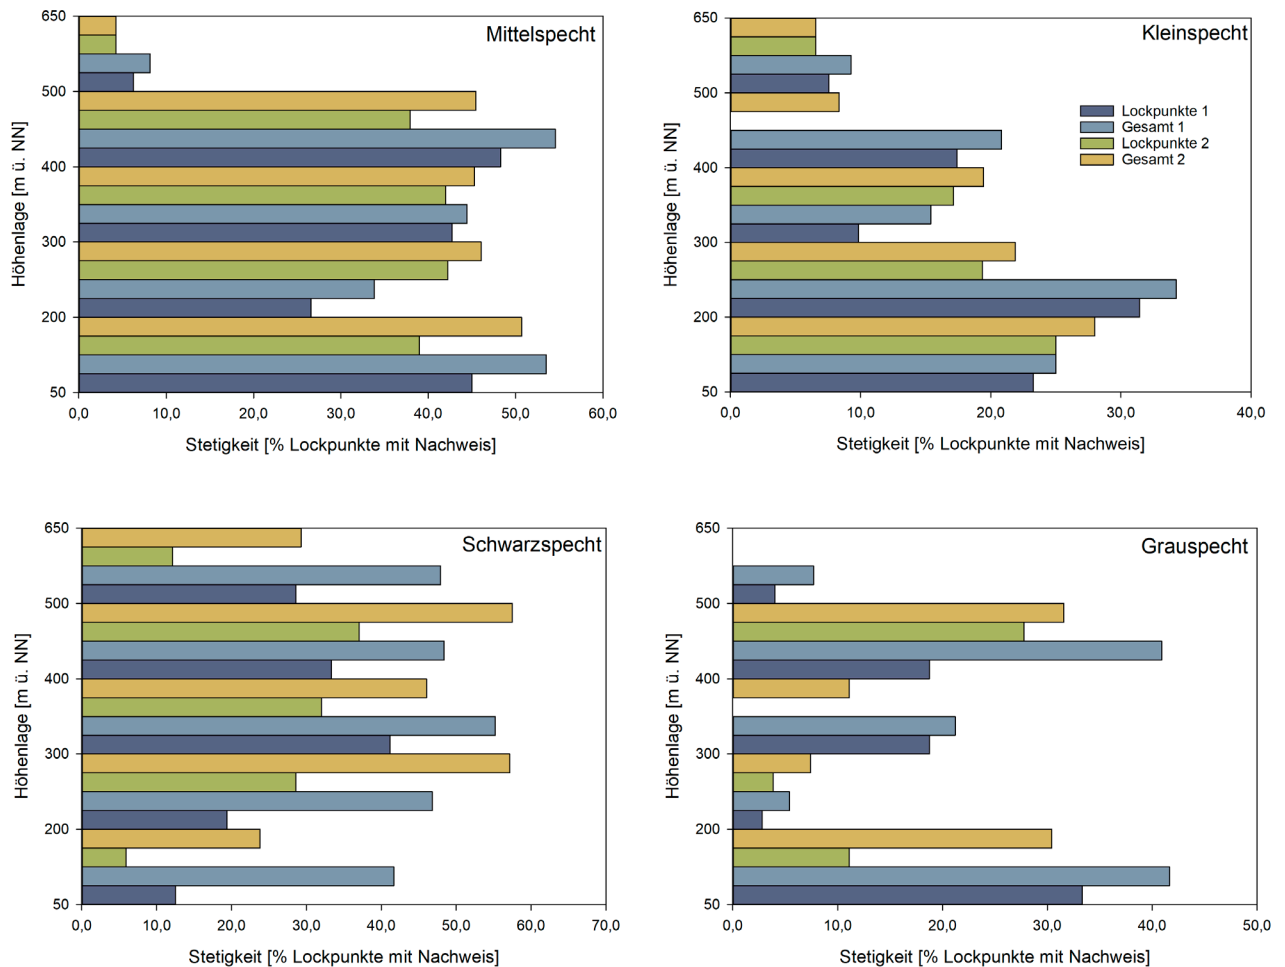 Mittelspecht
650
500
400
300
200
50
Höhenlage [m ü. NN]
0,0 10,0 20,0 30,0 40,0 50,0 60,0
Stetigkeit [% Lockpunkte mit Nachweis]
Kleinspecht
Lockpunkte 1
Gesamt 1
Lockpunkte 2
Gesamt 2
650
500
400
300
200
50
Höhenlage [m ü. NN]
0,0 10,0 20,0 30,0 40,0
Stetigkeit [% Lockpunkte mit Nachweis]
Schwarzspecht
650
500
400
300
200
50
Höhenlage [m ü. NN]
0,0 10,0 20,0 30,0 40,0 50,0 60,0 70,0
Stetigkeit [% Lockpunkte mit Nachweis]
Grauspecht
650
500
400
300
200
50
Höhenlage [m ü. NN]
0,0 10,0 20,0 30,0 40,0 50,0
Stetigkeit [% Lockpunkte mit Nachweis]